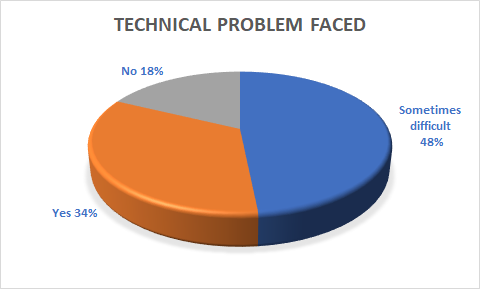 TECHNICAL PROBLEM FACED
No 18%
Sometimes
difficult
48%
Yes 34%